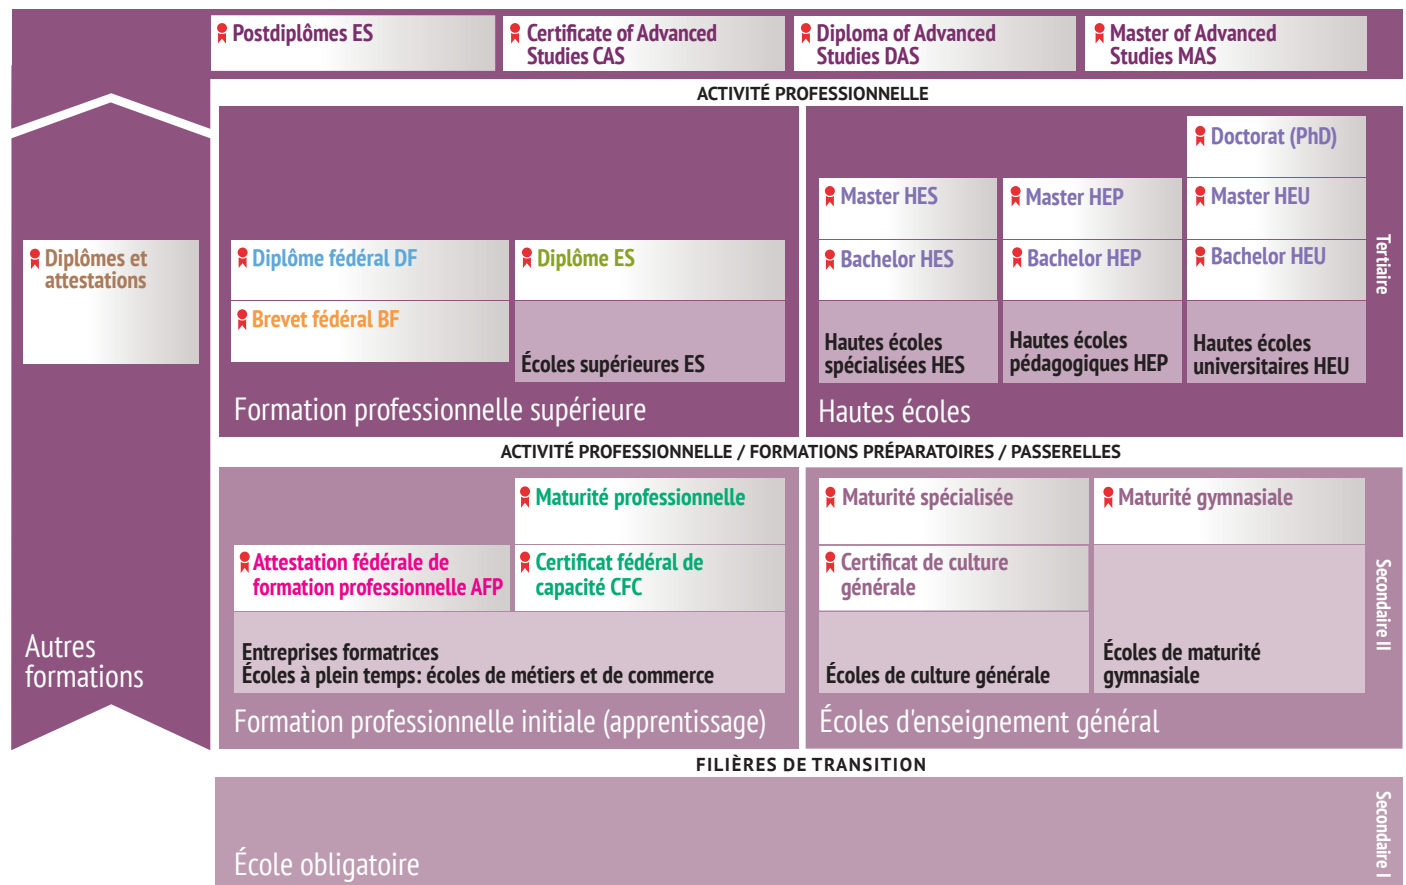 Postdiplômes ES
Certificate of Advanced
Studies CAS
Diploma of Advanced
Studies DAS
Master of Advanced
Studies MAS
ACTIVITÉ PROFESSIONNELLE
Diplômes et
attestations
Autres
formations
Diplôme fédéral DF
Brevet fédéral BF
Diplôme ES
Écoles supérieures ES
Formation professionnelle supérieure
Master HES
Bachelor HES
Hautes écoles
spécialisées HES
Master HEP
Bachelor HEP
Hautes écoles
pédagogiques HEP
Doctorat (PhD)
Master HEU
Bachelor HEU
Hautes écoles
universitaires HEU
Hautes écoles
Tertiaire
ACTIVITÉ PROFESSIONNELLE / FORMATIONS PRÉPARATOIRES / PASSERELLES
Maturité professionnelle
Attestation fédérale de
formation professionnelle AFP
Certificat fédéral de
capacité CFC
Entreprises formatrices
Écoles à plein temps: écoles de métiers et de commerce
Formation professionnelle initiale (apprentissage)
Maturité spécialisée
Certificat de culture
générale
Écoles de culture générale
Maturité gymnasiale
Écoles de maturité
gymnasiale
Écoles d'enseignement général
Secondaire II
FILIÈRES DE TRANSITION
École obligatoire
Secondaire I